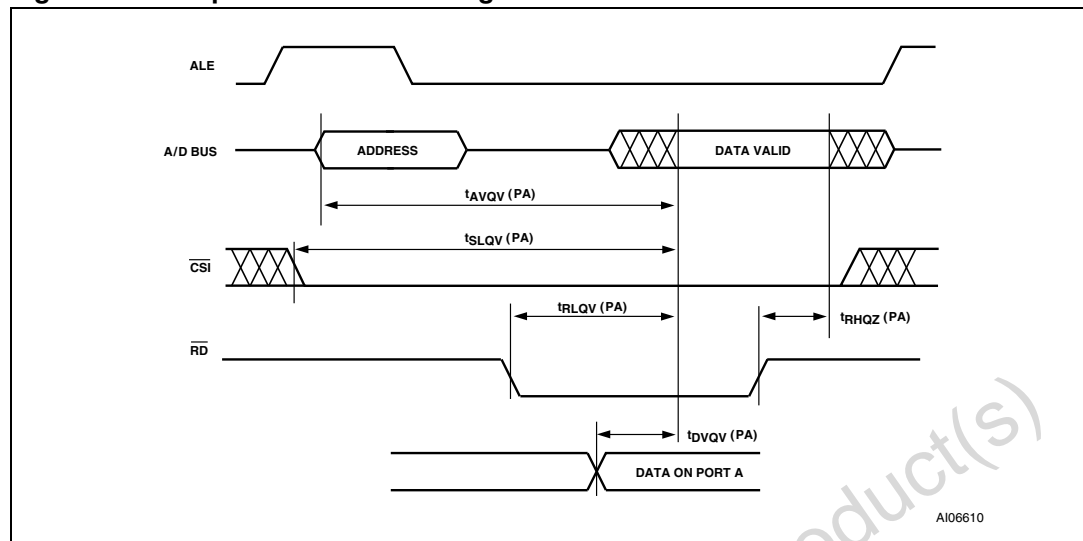 ALE
A/D BUS
ADDRESS
DATA VALID
tAVQV (PA)
tSLQV (PA)
CSI
tRLQV (PA)
tRHQZ (PA)
RD
tDVQV (PA)
DATA ON PORT A
AI06610